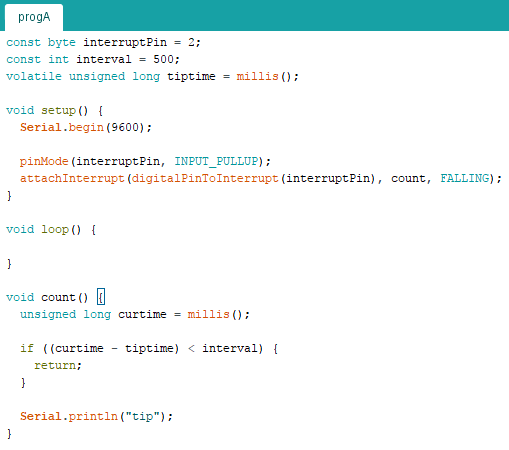 progA
const byte interruptPin = 2;
const int interval = 500;
volatile unsigned long tiptime = millis();
void setup() {
  Serial.begin(9600);
  pinMode(interruptPin, INPUT_PULLUP);
  attachInterrupt(digitalPinToInterrupt(interruptPin), count, FALLING);
}
void loop() {
}
void count() {
  unsigned long curtime = millis();
  if ((curtime - tiptime) < interval) {
    return;
  }
  Serial.println("tip");
}